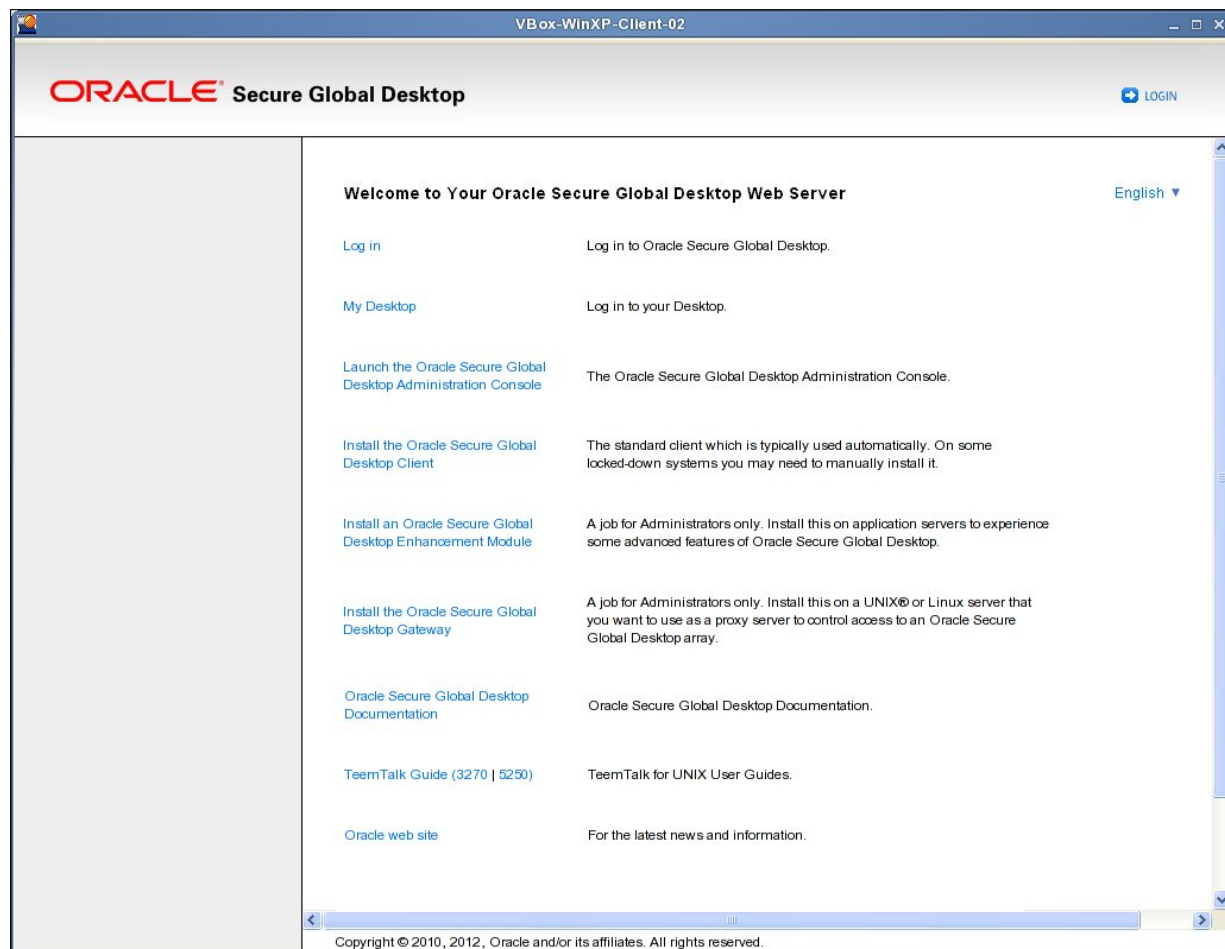 VBox-WinXP-Client-02
ORACLE® Secure Global Desktop
LOGIN
Welcome to Your Oracle Secure Global Desktop Web Server
English
Log in
Log in to Oracle Secure Global Desktop.
My Desktop
Log in to your Desktop.
Launch the Oracle Secure Global
Desktop Administration Console
The Oracle Secure Global Desktop Administration Console.
Install the Oracle Secure Global
Desktop Client
The standard client which is typically used automatically. On some
locked-down systems you may need to manually install it.
Install an Oracle Secure Global
Desktop Enhancement Module
A job for Administrators only. Install this on application servers to experience
some advanced features of Oracle Secure Global Desktop.
Install the Oracle Secure Global
Desktop Gateway
A job for Administrators only. Install this on a UNIX® or Linux server that
you want to use as a proxy server to control access to an Oracle Secure
Global Desktop array.
Oracle Secure Global Desktop
Documentation
Oracle Secure Global Desktop Documentation.
TeemTalk Guide (3270 | 5250)
TeemTalk for UNIX User Guides.
Oracle web site
For the latest news and information.
Copyright © 2010, 2012, Oracle and/or its affiliates. All rights reserved.